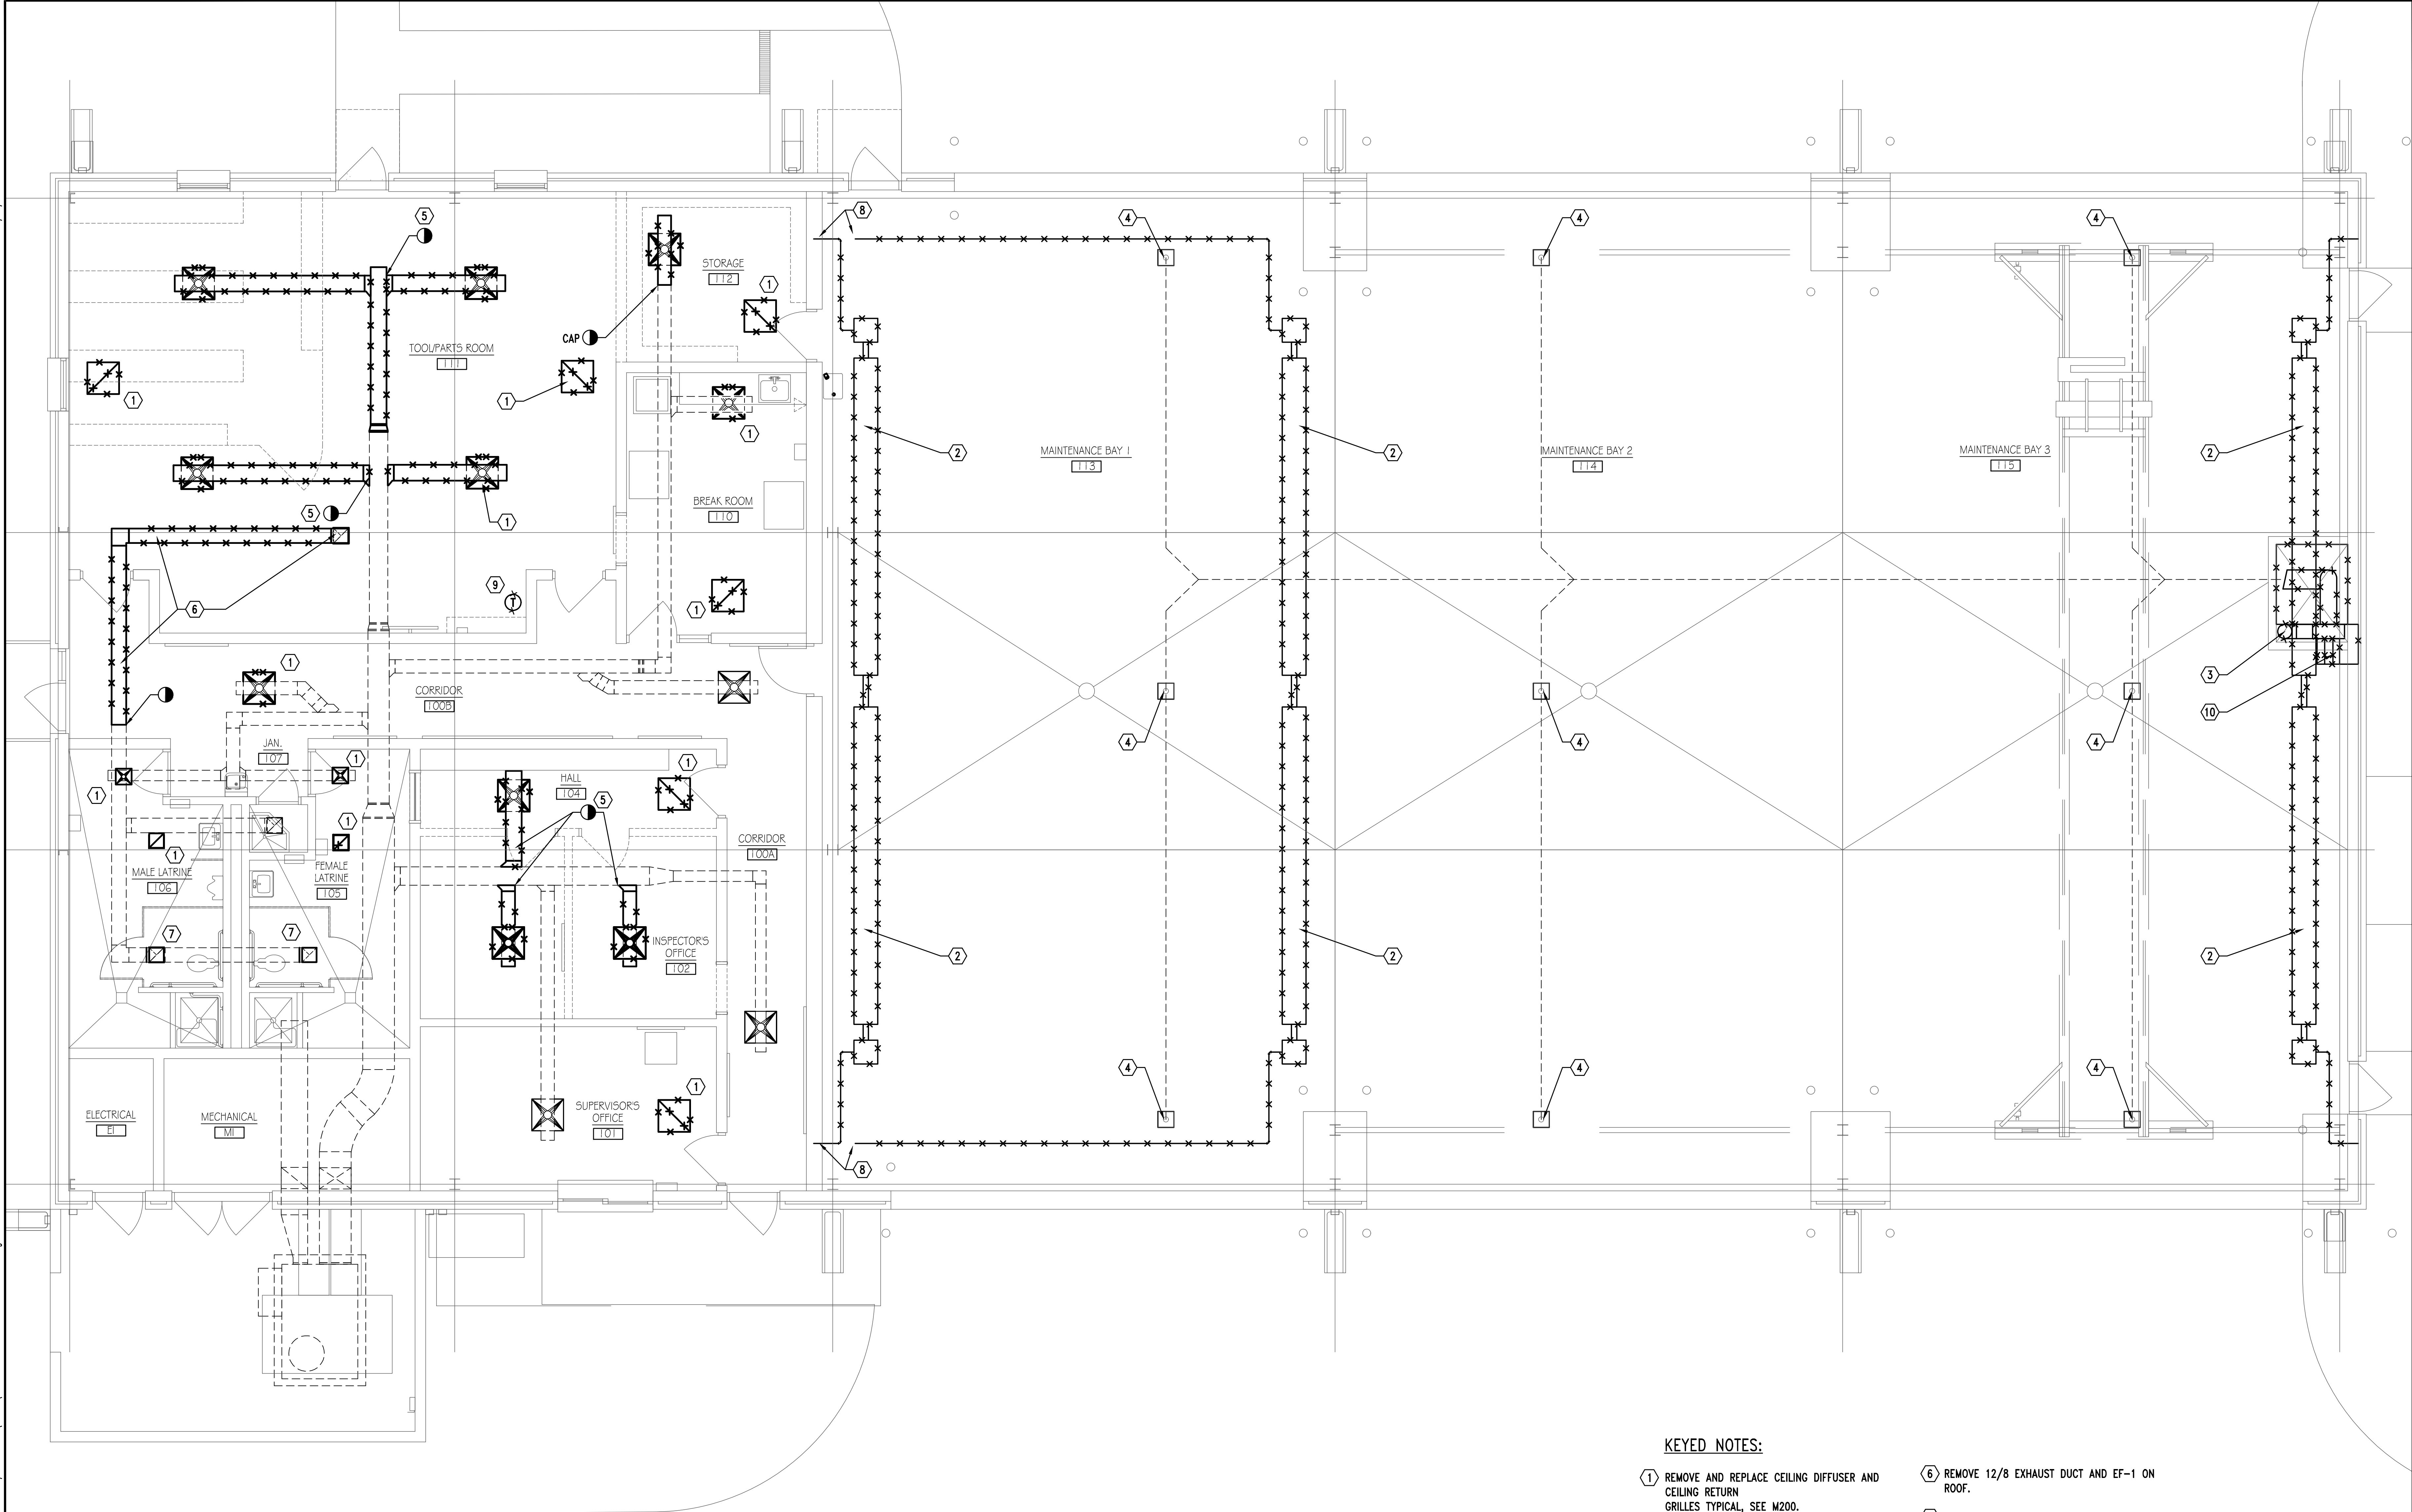 5
8
4
4
4
STORAGE
112
1
CAP
TOOL/PARTS ROOM
111
1
1
1
2
MAINTENANCE BAY 1
113
2
MAINTENANCE BAY 2
114
MAINTENANCE BAY 3
115
2
BREAK ROOM
110
5
1
9
T
6
1
1
CORRIDOR
100B
3
10
4
4
4
JAN.
107
1
1
HALL
104
1
5
1
1
CORRIDOR
100A
MALE LATRINE
106
FEMALE
LATRINE
105
7
7
INSPECTOR'S
OFFICE
102
2
2
2
4
4
4
1
ELECTRICAL
E1
MECHANICAL
M1
SUPERVISOR'S
OFFICE
101
8
KEYED NOTES:
1 REMOVE AND REPLACE CEILING DIFFUSER AND
CEILING RETURN
GRILLES TYPICAL, SEE M200.
6 REMOVE 12/8 EXHAUST DUCT AND EF-1 ON
ROOF.